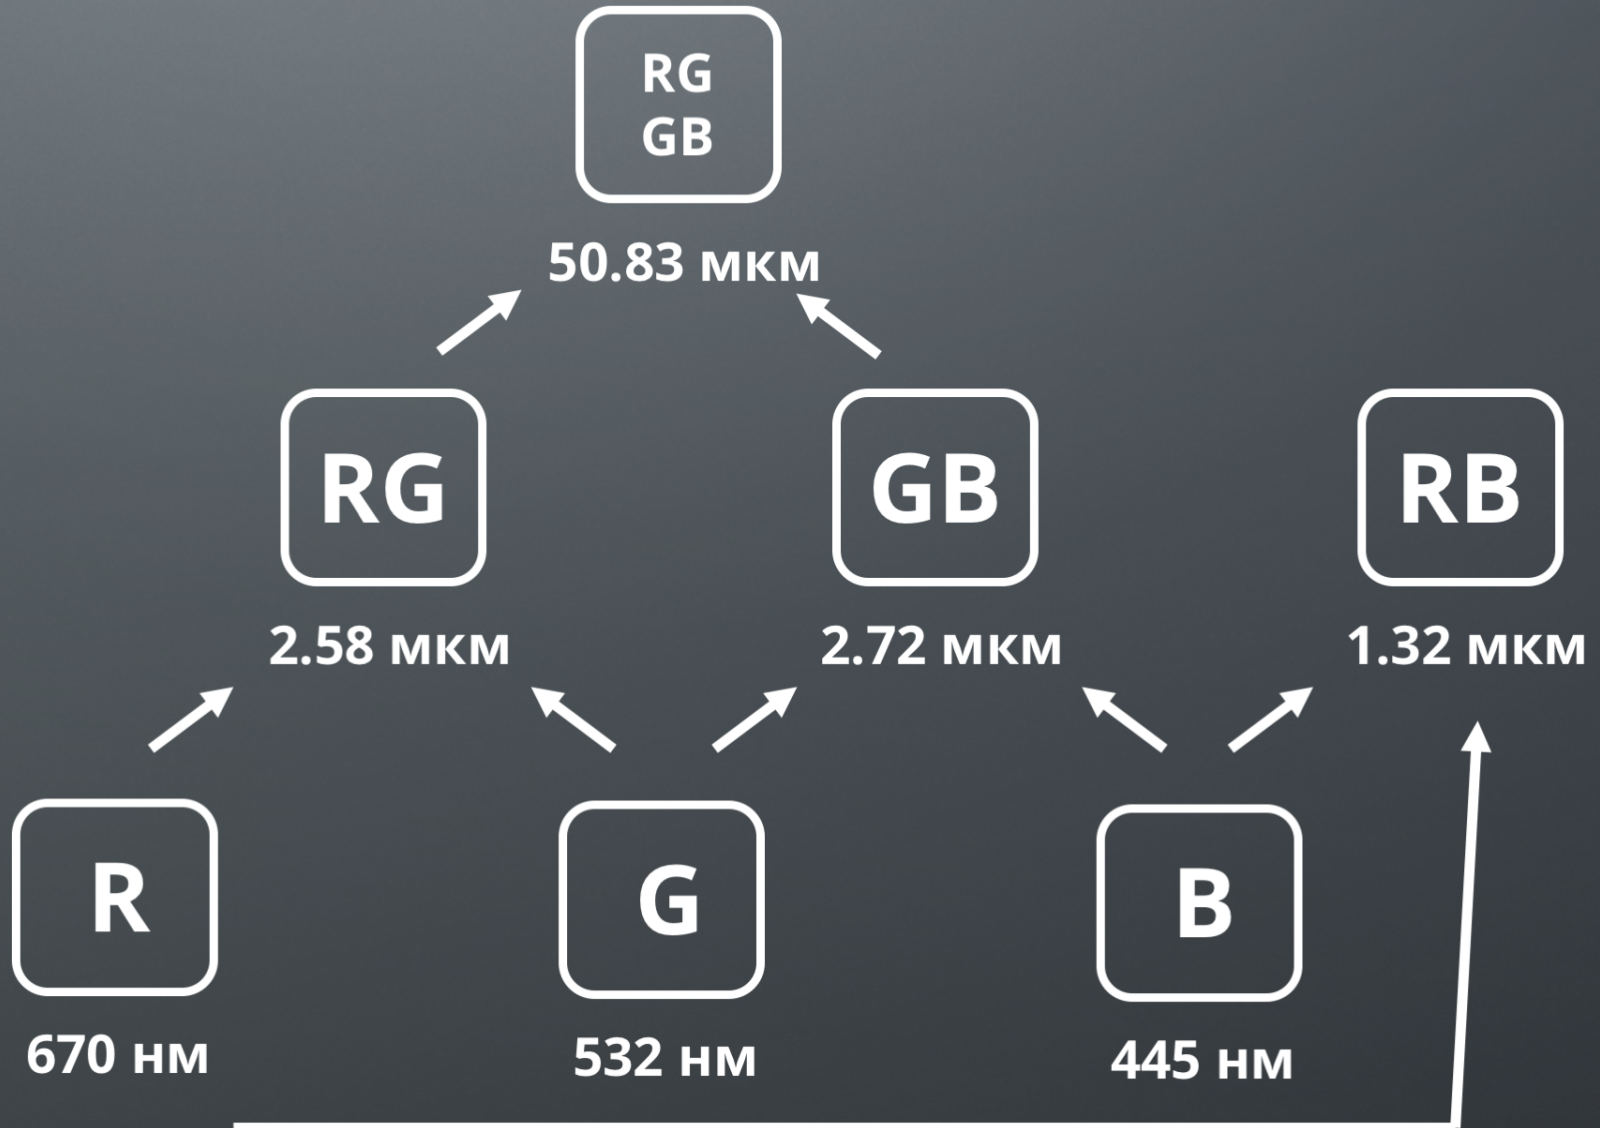 RG
GB
50.83 мкм
RG
GB
RB
2.58 мкм
2.72 мкм
1.32 мкм
R
G
B
670 нм
532 нм
445 нм